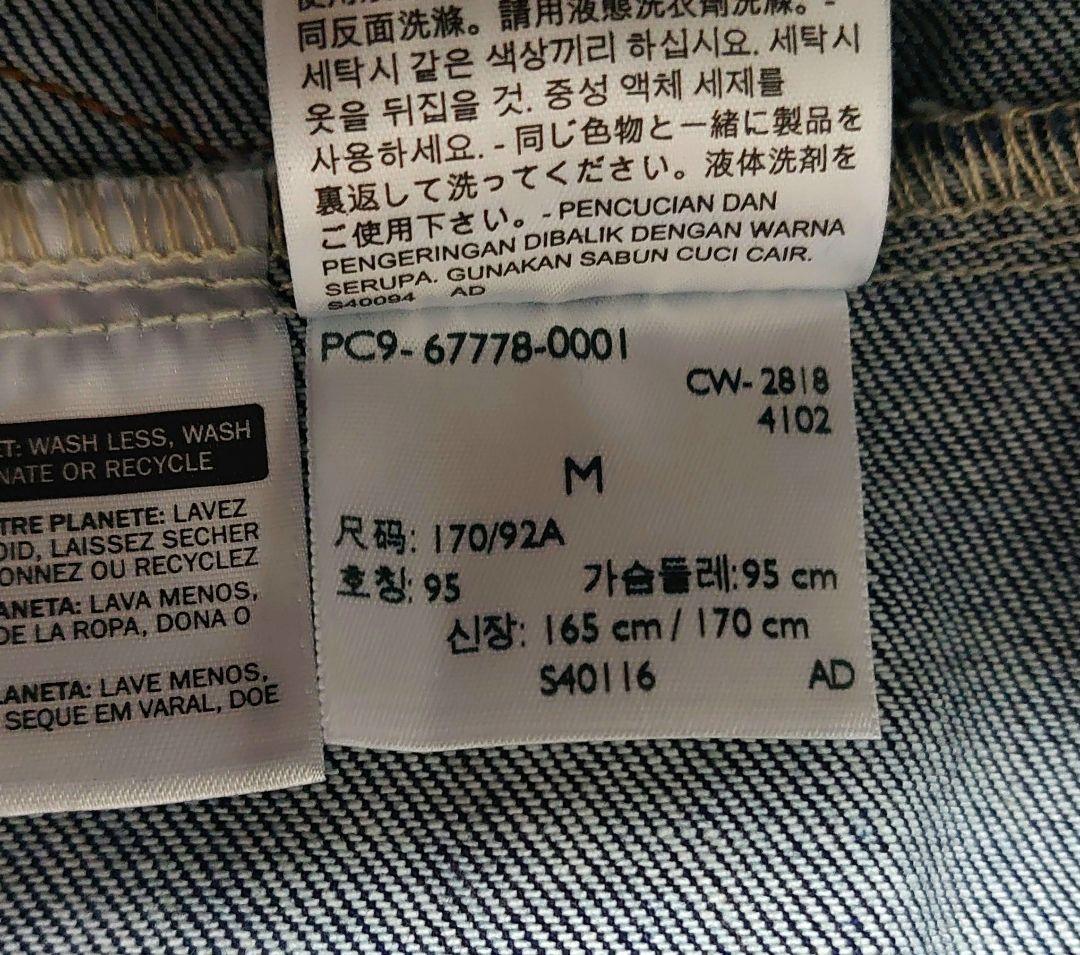 同反面洗滌。請用液態洗衣劑洗滌。-
세탁시 같은 색상끼리 하십시요. 세탁시
옷을 뒤집을 것. 중성 액체 세제를
사용하세요. - 同じ色物と一緒に製品を
裏返して洗ってください。液体洗剤を
ご使用下さい。- PENCUCIAN DAN
PENGERINGAN DIBALIK DENGAN WARNA
SERUPA. GUNAKAN SABUN CUCI CAIR.
S40094 AD
PC9-67778-0001
CW-2818
4102
M
尺码: 170/92A
호칭: 95 가슴둘레:95 cm
신장: 165 cm / 170 cm
S40116 AD
ET: WASH LESS, WASH
NATE OR RECYCLE
TRE PLANETE: LAVEZ
OID, LAISSEZ SECHER
ONNEZ OU RECYCLEZ
ANETA: LAVA MENOS,
DE LA ROPA, DONA O
LANETA: LAVE MENOS,
SEQUE EM VARAL, DOE